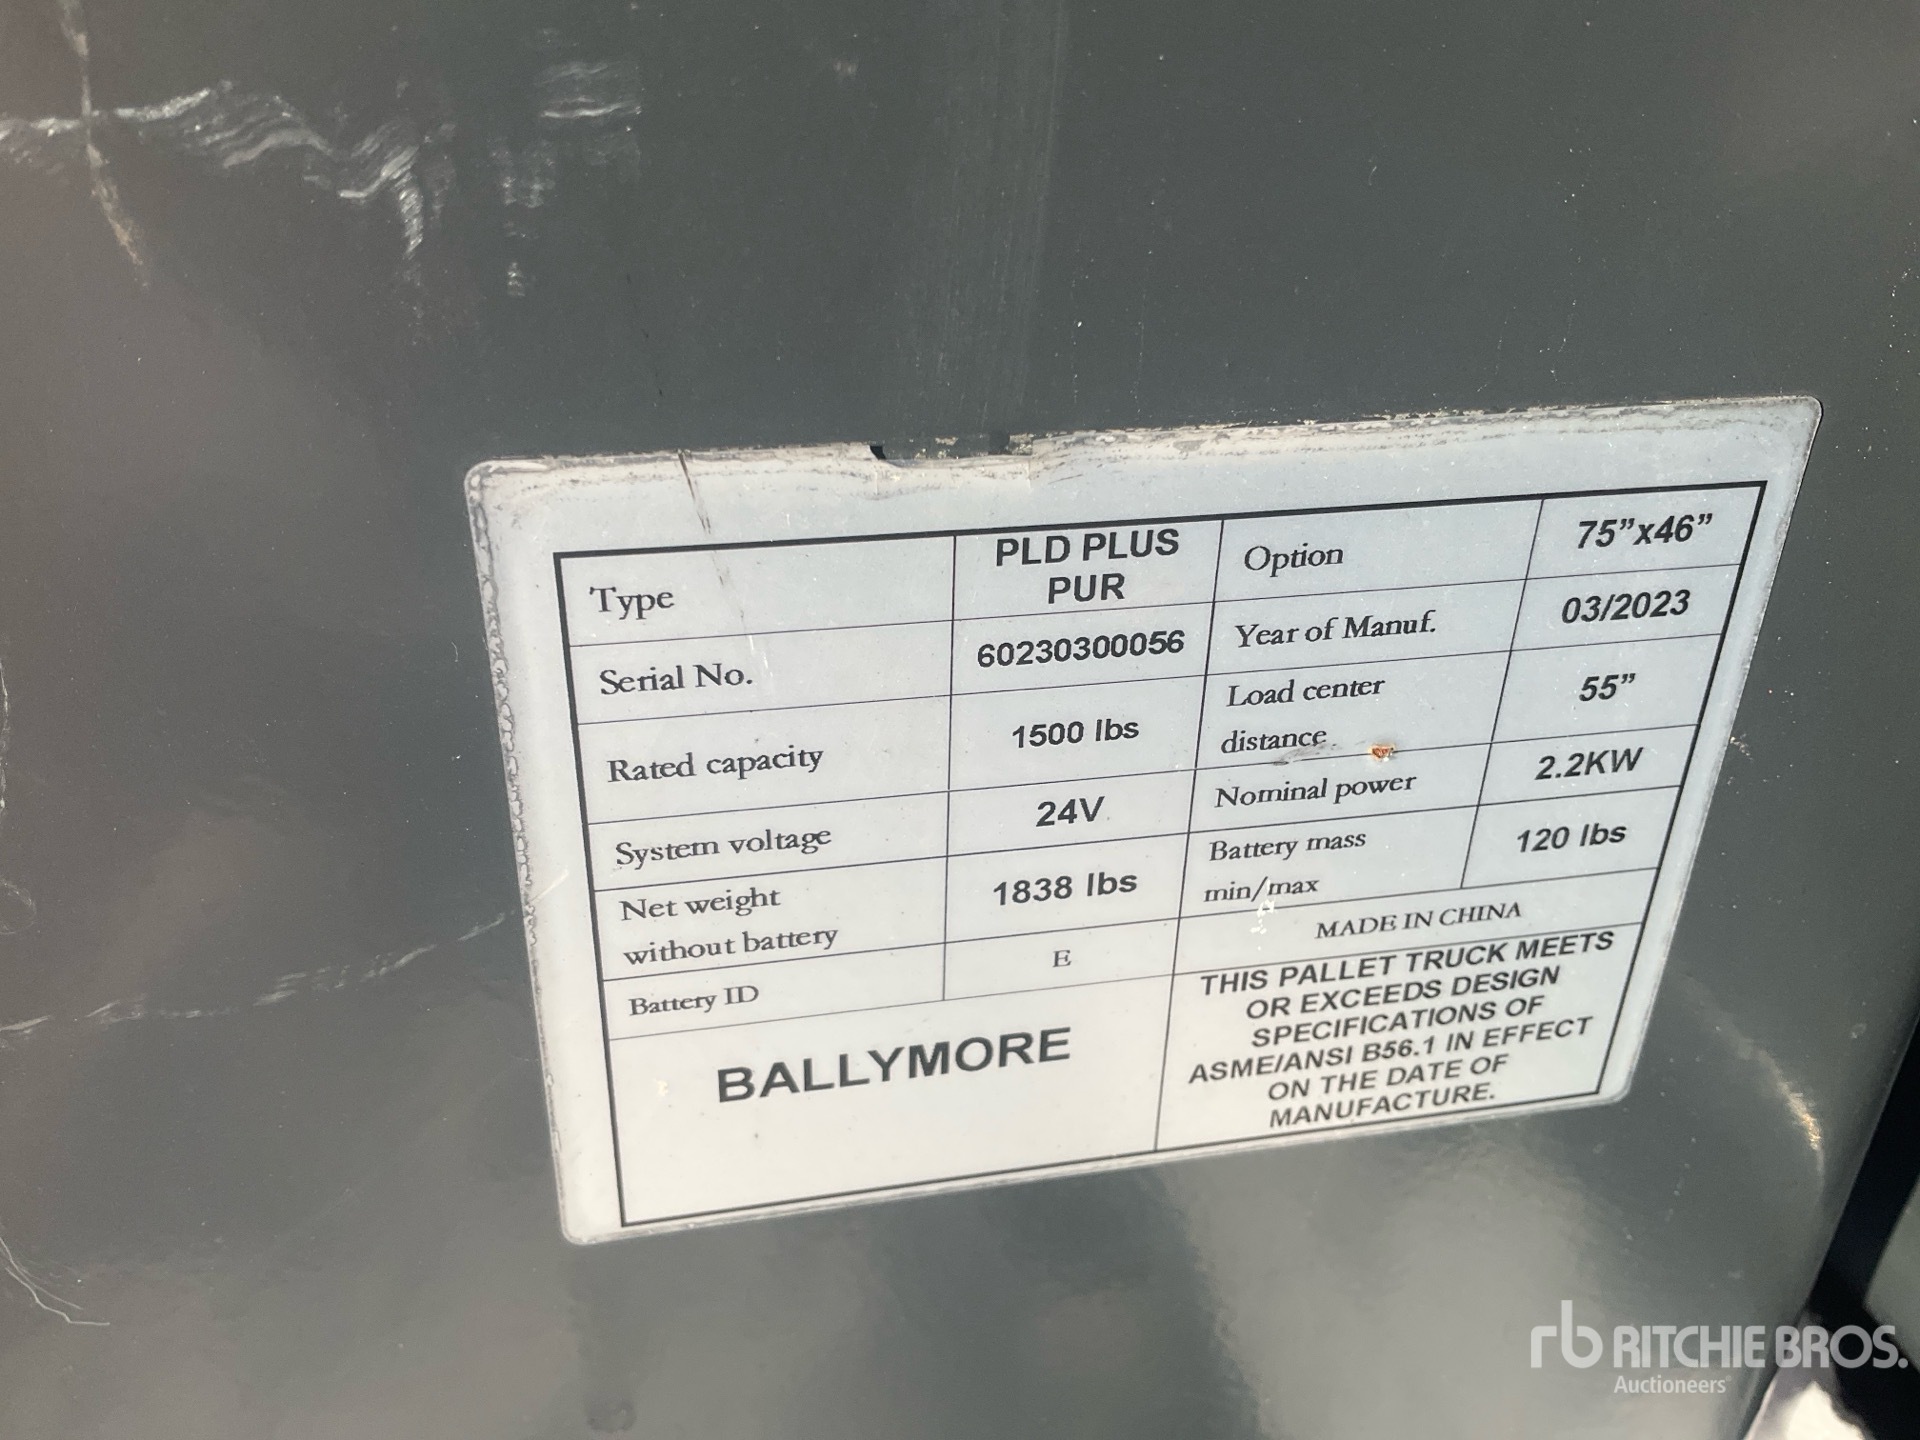 Type
PLD PLUS
PUR
Option
75”x46”
Serial No.
60230300056
Year of Manuf.
03/2023
Rated capacity
1500 lbs
Load center
distance
55”
System voltage
24V
Nominal power
2.2KW
Net weight
without battery
1838 lbs
Battery mass
min/max
120 lbs
Battery ID
E
MADE IN CHINA
BALLYMORE
THIS PALLET TRUCK MEETS
OR EXCEEDS DESIGN
SPECIFICATIONS OF
ASME/ANSI B56.1 IN EFFECT
ON THE DATE OF
MANUFACTURE.
rb RITCHIE BROS.
Auctioneers